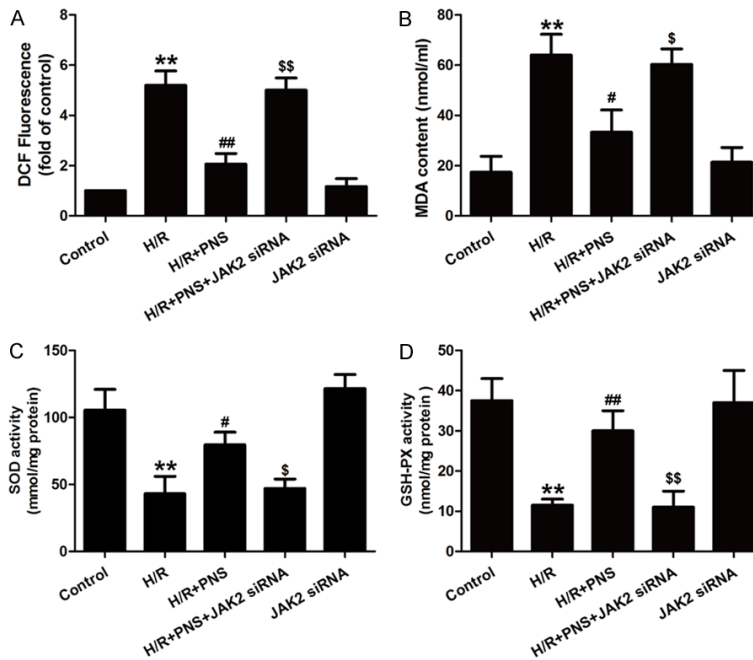 A
DCF Fluorescence
(fold of control)
8
6
4
2
0
**
##
$$
Control
H/R
H/R+PNS
H/R+PNS+JAK2 siRNA
JAK2 siRNA
B
MDA content (nmol/ml)
80
60
40
20
0
**
#
$
Control
H/R
H/R+PNS
H/R+PNS+JAK2 siRNA
JAK2 siRNA
C
SOD activity
(mmol/mg protein)
150
100
50
0
**
#
$
Control
H/R
H/R+PNS
H/R+PNS+JAK2 siRNA
JAK2 siRNA
D
GSH-PX activity
(nmol/mg protein )
50
40
30
20
10
0
**
##
$$
Control
H/R
H/R+PNS
H/R+PNS+JAK2 siRNA
JAK2 siRNA